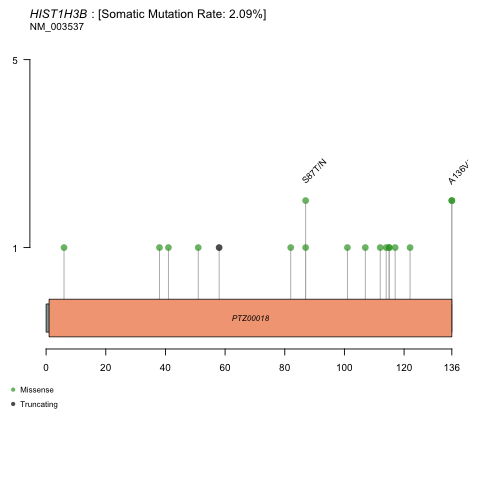 HIST1H3B : [Somatic Mutation Rate: 2.09%]
NM_003537
5
S87T/N
A136V
1
PTZ00018
0 20 40 60 80 100 120 136
Missense
Truncating